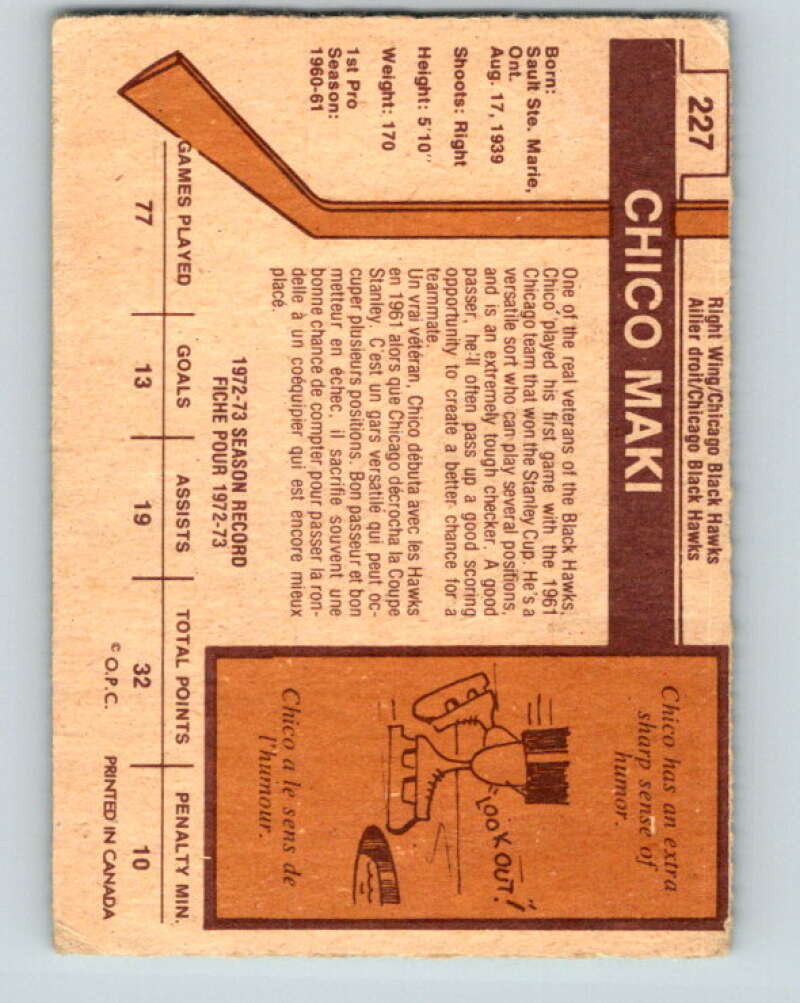 227
Right Wing/Chicago Black Hawks
Ailier droit/Chicago Black Hawks
CHICO MAKI
Born:
Sault Ste. Marie,
Ont.
Aug. 17, 1939
Shoots: Right
Height: 5'10"
Weight: 170
1st Pro
Season:
1960-61
One of the real veterans of the Black Hawks,
Chico played his first game with the 1961
Chicago team that won the Stanley Cup. He's a
versatile sort who can play several positions,
and is an extremely tough checker. A good
passer, he'll often pass up a good scoring
opportunity to create a better chance for a
teammate.
Un vrai vétéran, Chico débuta avec les Hawks
en 1961 alors que Chicago décrocha la Coupe
Stanley. C'est un gars versatile qui peut oc-
cuper plusieurs positions. Bon passeur et bon
metteur en échec, il sacrifie souvent une
bonne chance de compter pour passer la ron-
delle à un coéquipier qui est encore mieux
placé.
Chico has an extra
sharp sense of
humor.
"LOOK OUT!"
Chico a le sens de
l'humour.
1972-73 SEASON RECORD
FICHE POUR 1972-73
GAMES PLAYED GOALS ASSISTS TOTAL POINTS PENALTY MIN.
77 13 19 32 10
© O.P.C. PRINTED IN CANADA